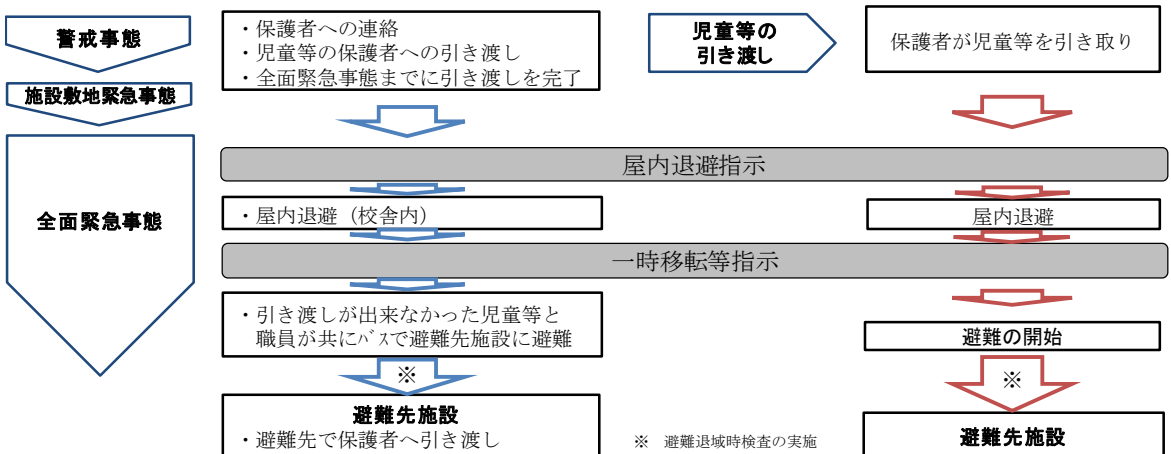 警戒事態
・保護者への連絡
・児童等の保護者への引き渡し
・全面緊急事態までに引き渡しを完了
児童等の
引き渡し
保護者が児童等を引き取り
施設敷地緊急事態
屋内退避指示
全面緊急事態
・屋内退避（校舎内）
屋内退避
一時移転等指示
・引き渡しが出来なかった児童等と
職員が共にバスで避難先施設に避難
避難の開始
※
※
避難先施設
・避難先で保護者へ引き渡し
※ 避難退域時検査の実施
避難先施設